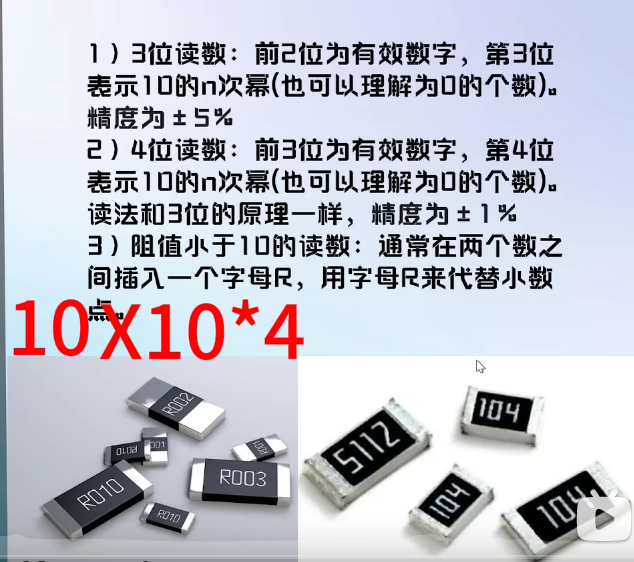 1）3位读数：前2位为有效数字，第3位
表示10的n次幂(也可以理解为0的个数)。
精度为±5%
2）4位读数：前3位为有效数字，第4位
表示10的n次幂(也可以理解为0的个数)。
读法和3位的原理一样，精度为±1%
3）阻值小于10的读数：通常在两个数之
间插入一个字母R，用字母R来代替小数
点。
10X10*4
R002
R010
R003
R010
R010
5112
104
104
104